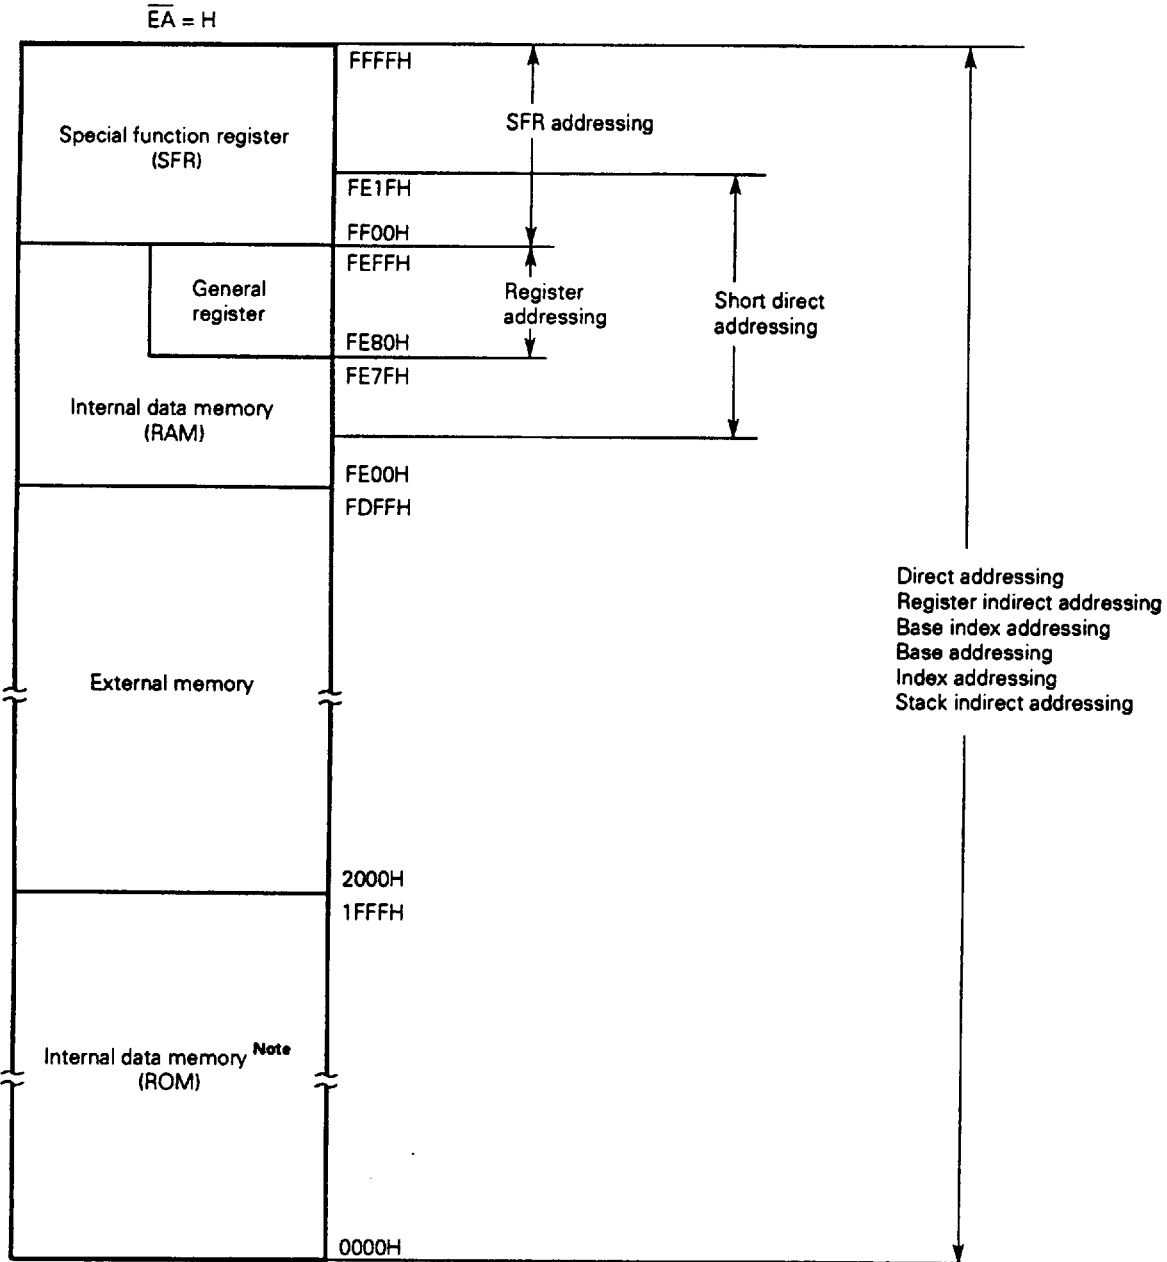 EA = H
FFFFH
SFR addressing
Special function register
(SFR)
FE1FH
FF00H
FEFFH
General
register
Register
addressing
Short direct
addressing
FE80H
FE7FH
Internal data memory
(RAM)
FE00H
FDFFH
Direct addressing
Register indirect addressing
Base index addressing
Base addressing
Index addressing
Stack indirect addressing
External memory
2000H
1FFFH
Internal data memory Note
(ROM)
0000H